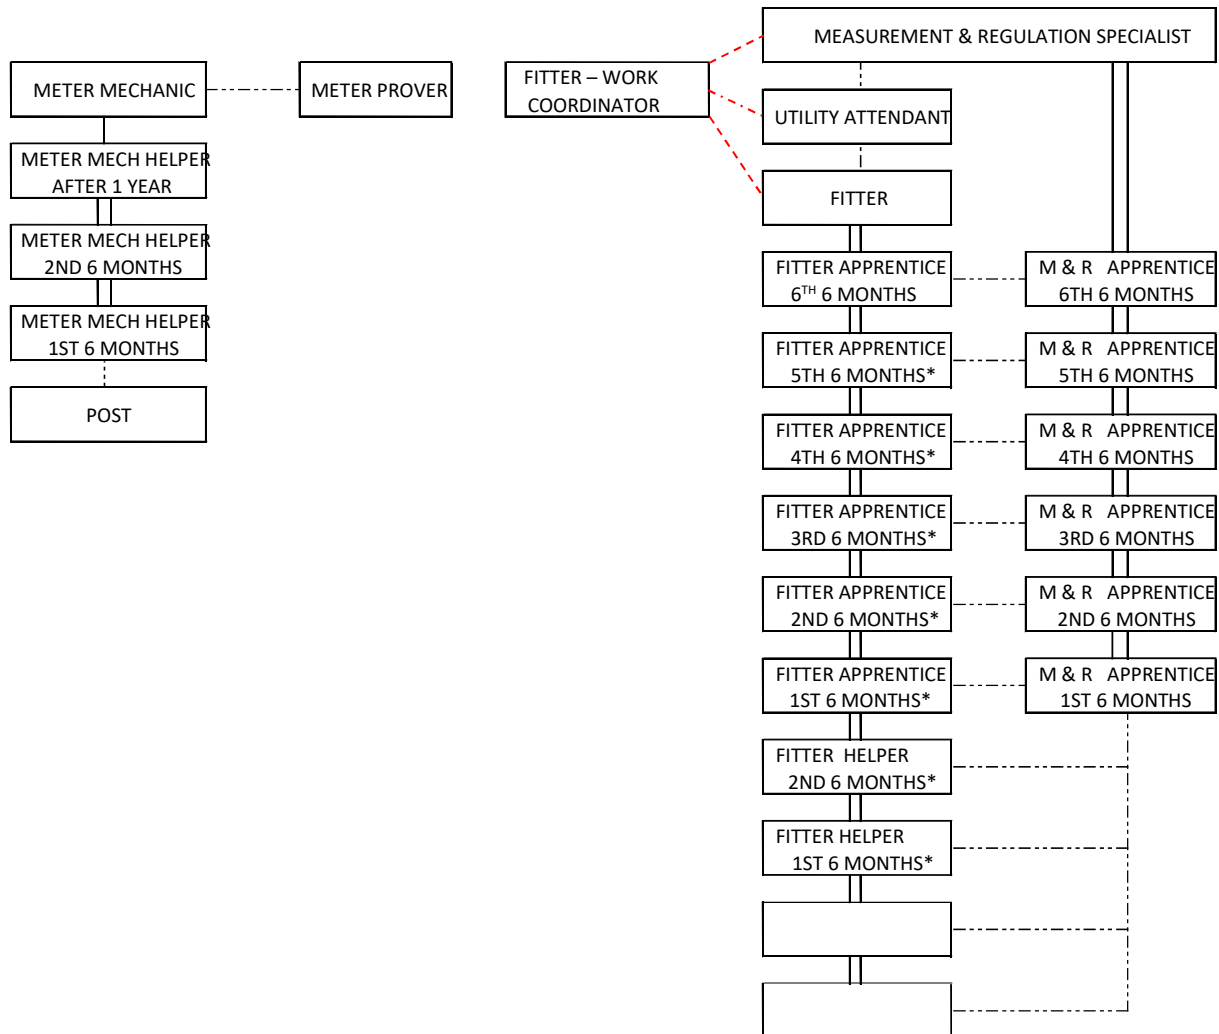 MEASUREMENT & REGULATION SPECIALIST
METER MECHANIC
METER PROVER
FITTER – WORK
COORDINATOR
UTILITY ATTENDANT
METER MECH HELPER
AFTER 1 YEAR
FITTER
METER MECH HELPER
2ND 6 MONTHS
FITTER APPRENTICE
6TH 6 MONTHS
M & R APPRENTICE
6TH 6 MONTHS
METER MECH HELPER
1ST 6 MONTHS
FITTER APPRENTICE
5TH 6 MONTHS*
M & R APPRENTICE
5TH 6 MONTHS
POST
FITTER APPRENTICE
4TH 6 MONTHS*
M & R APPRENTICE
4TH 6 MONTHS
FITTER APPRENTICE
3RD 6 MONTHS*
M & R APPRENTICE
3RD 6 MONTHS
FITTER APPRENTICE
2ND 6 MONTHS*
M & R APPRENTICE
2ND 6 MONTHS
FITTER APPRENTICE
1ST 6 MONTHS*
M & R APPRENTICE
1ST 6 MONTHS
FITTER HELPER
2ND 6 MONTHS*
FITTER HELPER
1ST 6 MONTHS*